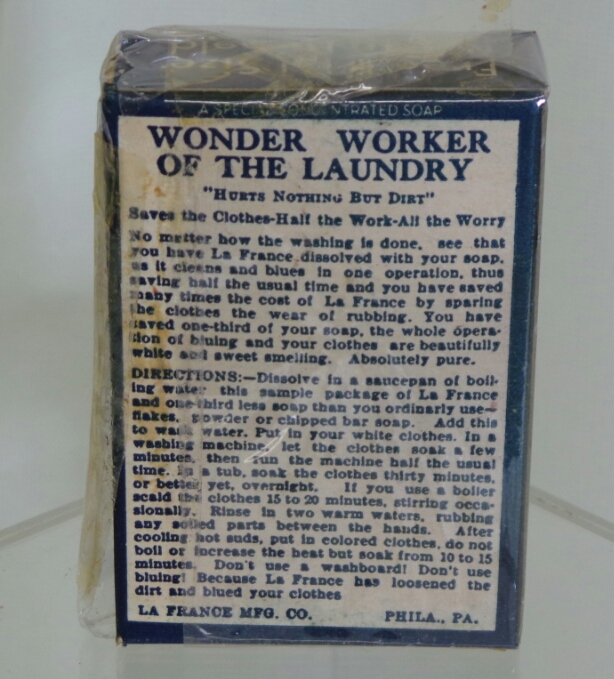 A SPECIAL CONCENTRATED SOAP
WONDER WORKER
OF THE LAUNDRY
"HURTS NOTHING BUT DIRT"
Saves the Clothes-Half the Work-All the Worry
No matter how the washing is done, see that
you have La France dissolved with your soap,
as it cleans and blues in one operation, thus
saving half the usual time and you have saved
many times the cost of La France by sparing
the clothes the wear of rubbing. You have
saved one-third of your soap, the whole opera-
tion of bluing and your clothes are beautifully
white and sweet smelling. Absolutely pure.
DIRECTIONS:—Dissolve in a saucepan of boil-
ing water this sample package of La France
and one-third less soap than you ordinarly use—
flakes, powder or chipped bar soap. Add this
to warm water. Put in your white clothes. In a
washing machine, let the clothes soak a few
minutes, then run the machine half the usual
time. In a tub, soak the clothes thirty minutes,
or better yet, overnight. If you use a boiler
scald the clothes 15 to 20 minutes, stirring occa-
sionally. Rinse in two warm waters, rubbing
any soiled parts between the hands. After
cooling hot suds, put in colored clothes, do not
boil or increase the heat but soak from 10 to 15
minutes. Don't use a washboard! Don't use
bluing! Because La France has loosened the
dirt and blued your clothes
LA FRANCE MFG. CO. PHILA., PA.